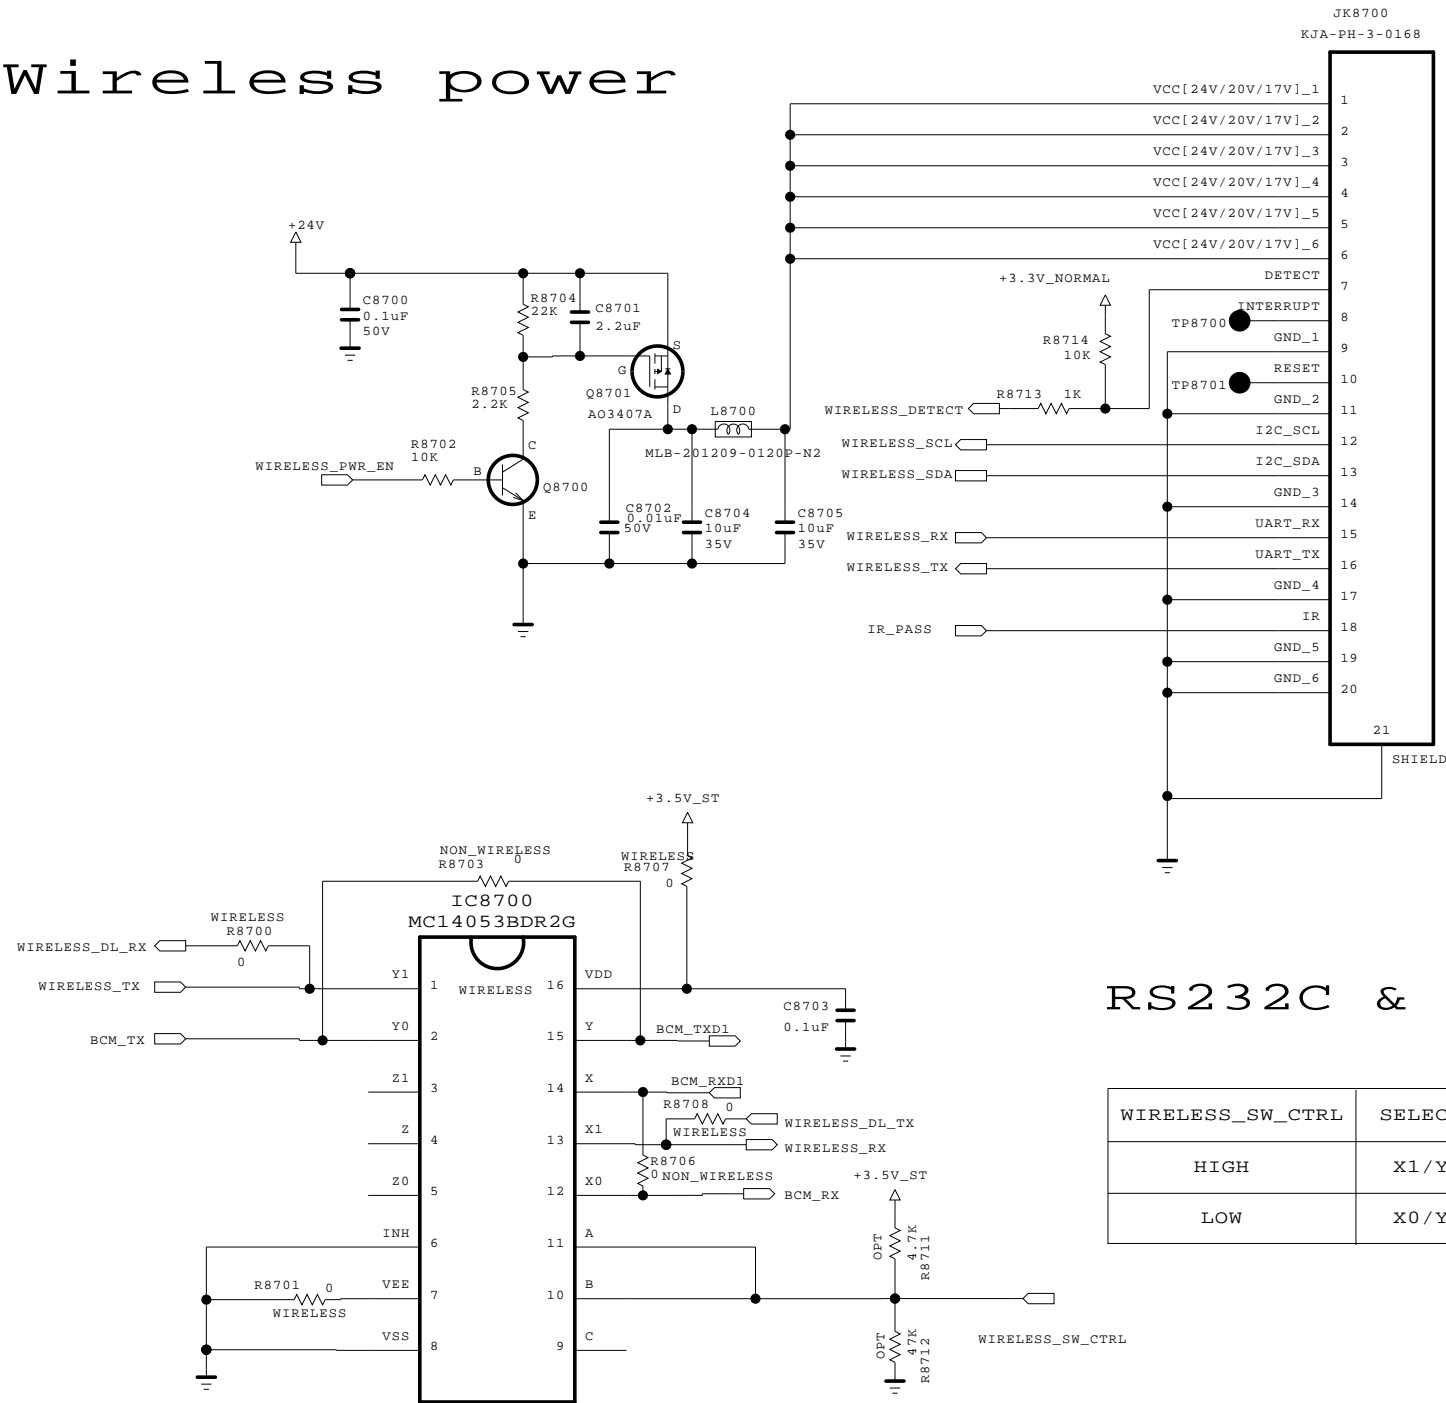 JK8700
KJA-PH-3-0168
Wireless power
VCC[24V/20V/17V]_1
1
VCC[24V/20V/17V]_2
2
VCC[24V/20V/17V]_3
3
VCC[24V/20V/17V]_4
4
VCC[24V/20V/17V]_5
5
VCC[24V/20V/17V]_6
6
DETECT
7
INTERRUPT
8
GND_1
9
RESET
10
GND_2
11
I2C_SCL
12
I2C_SDA
13
GND_3
14
UART_RX
15
UART_TX
16
GND_4
17
IR
18
GND_5
19
GND_6
20
21
SHIELD
+24V
C8700
0.1uF
50V
R8704
22K
C8701
2.2uF
S
G
D
Q8701
AO3407A
R8705
2.2K
R8702
10K
WIRELESS_PWR_EN
B
C
E
Q8700
L8700
MLB-201209-0120P-N2
C8702
0.01uF
50V
C8704
10uF
35V
C8705
10uF
35V
+3.3V_NORMAL
R8714
10K
TP8700
TP8701
R8713
1K
WIRELESS_DETECT
WIRELESS_SCL
WIRELESS_SDA
WIRELESS_RX
WIRELESS_TX
IR_PASS
+3.5V_ST
NON_WIRELESS
R8703
0
WIRELESS
R8707
0
IC8700
MC14053BDR2G
WIRELESS
R8700
0
WIRELESS_DL_RX
WIRELESS_TX
BCM_TX
Y1
1
WIRELESS
16
VDD
Y0
2
15
Y
Z1
3
14
X
Z
4
13
X1
Z0
5
12
X0
INH
6
11
A
VEE
7
10
B
VSS
8
9
C
R8701
0
WIRELESS
C8703
0.1uF
BCM_TXD1
BCM_RXD1
R8708
0
WIRELESS
WIRELESS_DL_TX
WIRELESS_RX
R8706
0
NON_WIRELESS
BCM_RX
+3.5V_ST
OPT
4.7K
R8711
OPT
47K
R8712
WIRELESS_SW_CTRL
RS232C &
WIRELESS_SW_CTRL
SELEC
HIGH
X1/Y
LOW
X0/Y